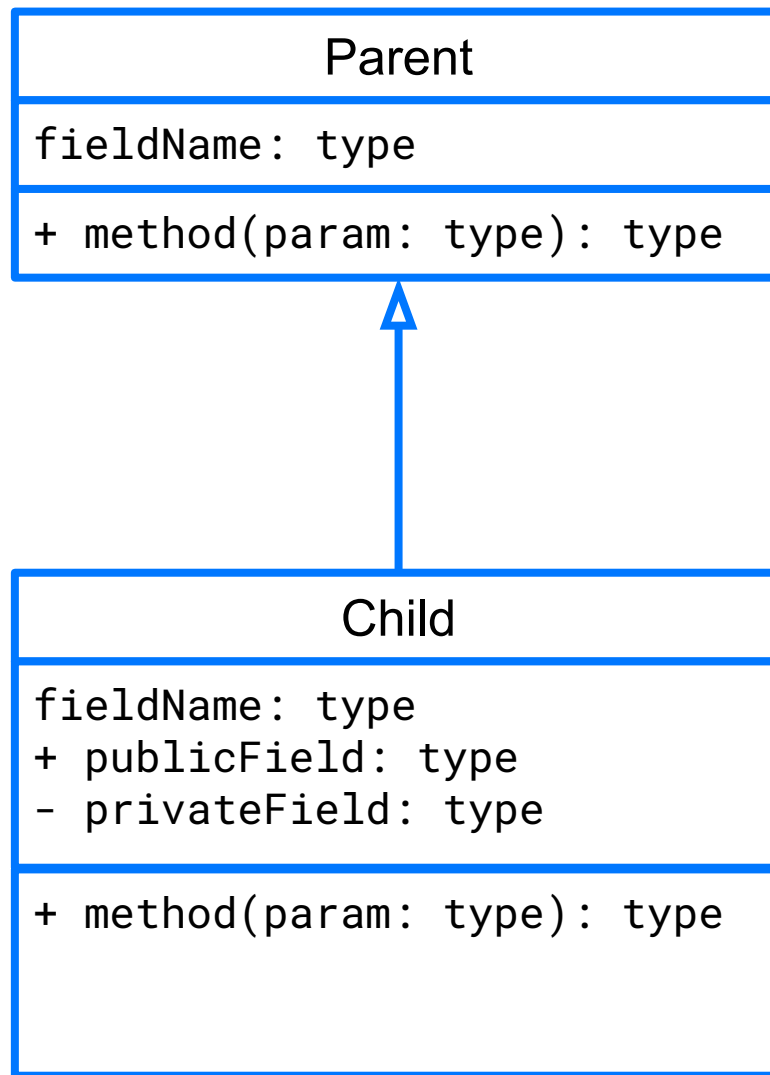 Parent
fieldName: type
+ method(param: type): type
Child
fieldName: type
+ publicField: type
- privateField: type
+ method(param: type): type